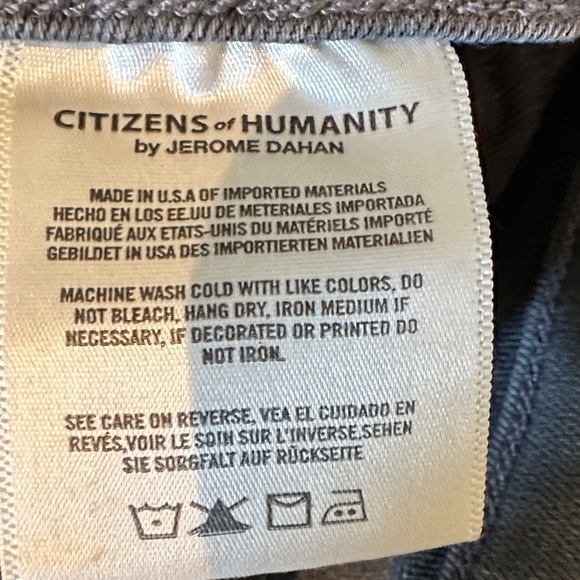 CITIZENS of HUMANITY
by JEROME DAHAN
MADE IN U.S.A OF IMPORTED MATERIALS
HECHO EN LOS EE.UU DE METERIALES IMPORTADA
FABRIQUÉ AUX ETATS-UNIS DU MATÉRIELS IMPORTÉ
GEBILDET IN USA DES IMPORTIERTEN MATERIALIEN
MACHINE WASH COLD WITH LIKE COLORS, DO
NOT BLEACH, HANG DRY, IRON MEDIUM IF
NECESSARY, IF DECORATED OR PRINTED DO
NOT IRON.
SEE CARE ON REVERSE, VEA EL CUIDADO EN
REVÉS,VOIR LE SOIH SUR L'INVERSE.SEHEN
SIE SORGFALT AUF RÜCKSEITE